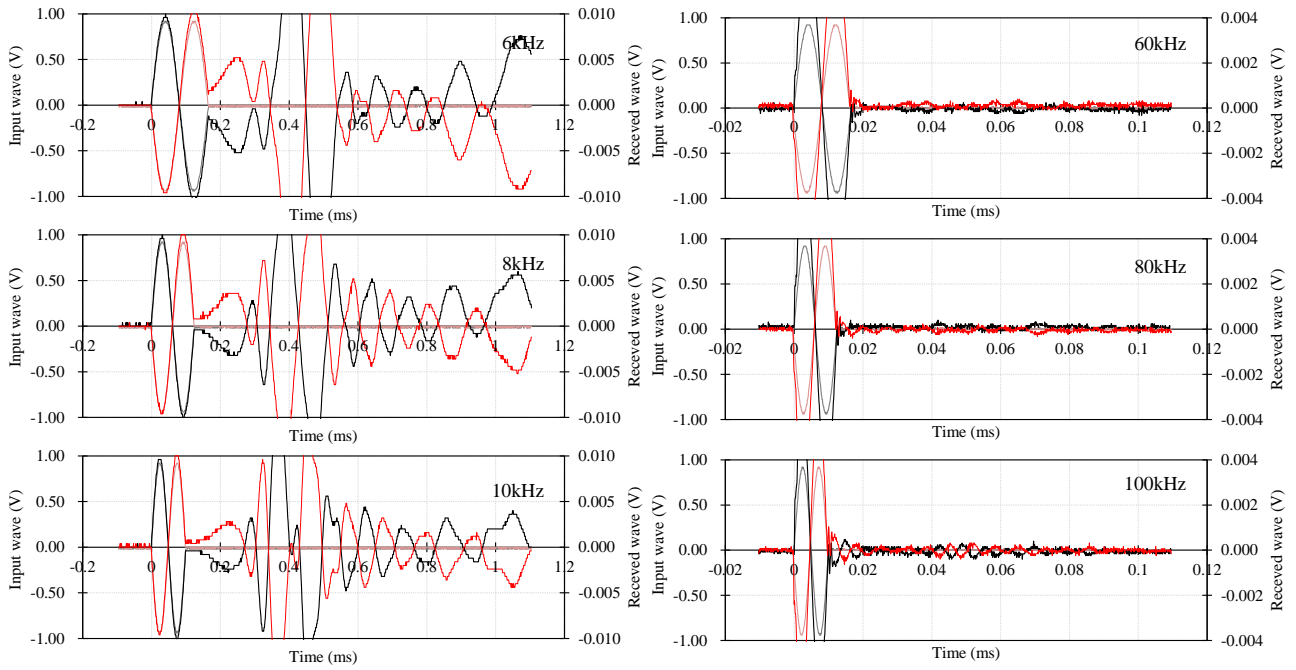 1.00 0.010 6kHz
0.50 0.005
0.00 0.000
-0.2 0 0.2 0.4 0.6 0.8 1 1.2
-0.50 -0.005
-1.00 -0.010
Input wave (V)
Receved wave (V)
Time (ms)
1.00 0.010 8kHz
0.50 0.005
0.00 0.000
-0.2 0 0.2 0.4 0.6 0.8 1 1.2
-0.50 -0.005
-1.00 -0.010
Input wave (V)
Receved wave (V)
Time (ms)
1.00 0.010 10kHz
0.50 0.005
0.00 0.000
-0.2 0 0.2 0.4 0.6 0.8 1 1.2
-0.50 -0.005
-1.00 -0.010
Input wave (V)
Receved wave (V)
Time (ms)
1.00 0.004 60kHz
0.50 0.002
0.00 0.000
-0.02 0 0.02 0.04 0.06 0.08 0.1 0.12
-0.50 -0.002
-1.00 -0.004
Input wave (V)
Receved wave (V)
Time (ms)
1.00 0.004 80kHz
0.50 0.002
0.00 0.000
-0.02 0 0.02 0.04 0.06 0.08 0.1 0.12
-0.50 -0.002
-1.00 -0.004
Input wave (V)
Receved wave (V)
Time (ms)
1.00 0.004 100kHz
0.50 0.002
0.00 0.000
-0.02 0 0.02 0.04 0.06 0.08 0.1 0.12
-0.50 -0.002
-1.00 -0.004
Input wave (V)
Receved wave (V)
Time (ms)